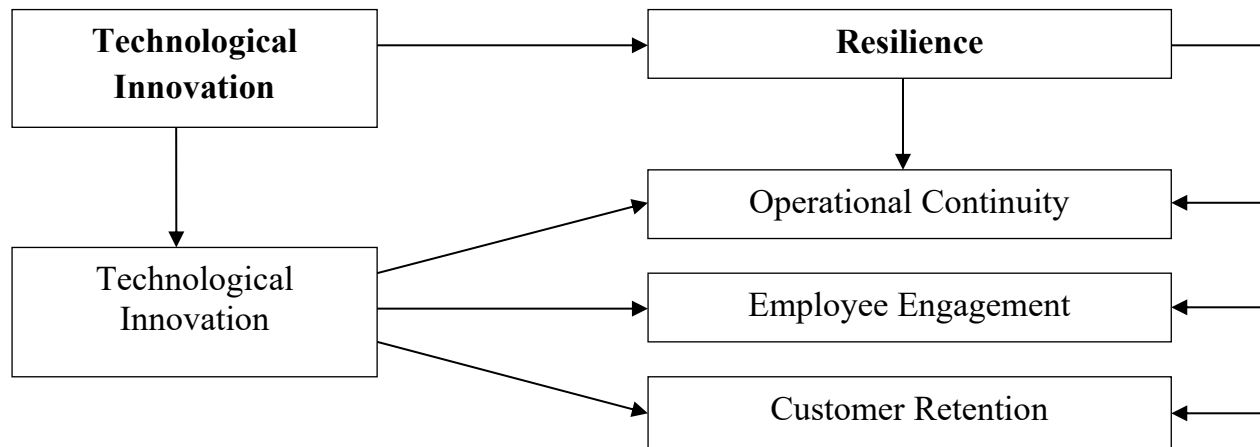 Technological
Innovation
Resilience
Operational Continuity
Technological
Innovation
Employee Engagement
Customer Retention